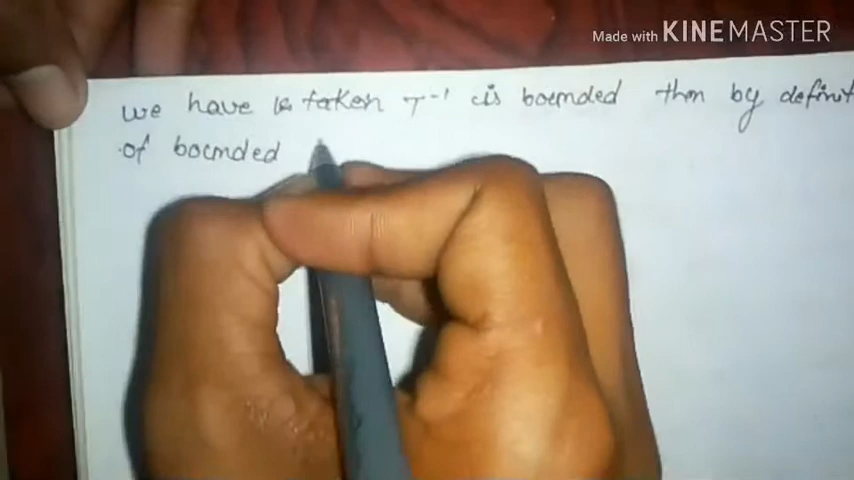 Made with KINEMASTER
we have taken T⁻¹ is bounded then by definit
of bounded